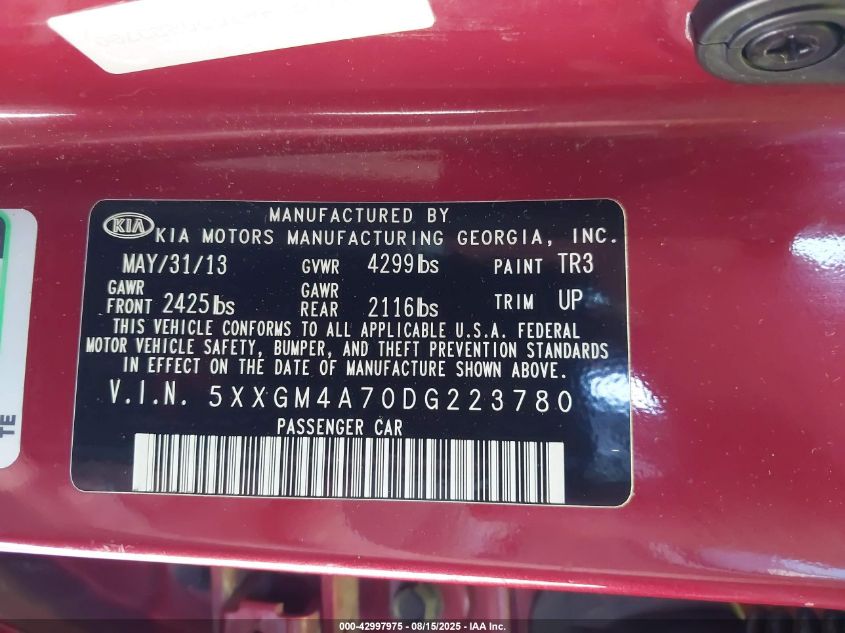 MANUFACTURED BY
KIA KIA MOTORS MANUFACTURING GEORGIA, INC.
MAY/31/13 GVWR 4299lbs PAINT TR3
GAWR FRONT 2425lbs GAWR REAR 2116lbs TRIM UP
THIS VEHICLE CONFORMS TO ALL APPLICABLE U.S.A. FEDERAL
MOTOR VEHICLE SAFETY, BUMPER, AND THEFT PREVENTION STANDARDS
IN EFFECT ON THE DATE OF MANUFACTURE SHOWN ABOVE.
V.I.N. 5XXGM4A70DG223780
PASSENGER CAR
TE
000-42997975 - 08/15/2025 - IAA Inc.